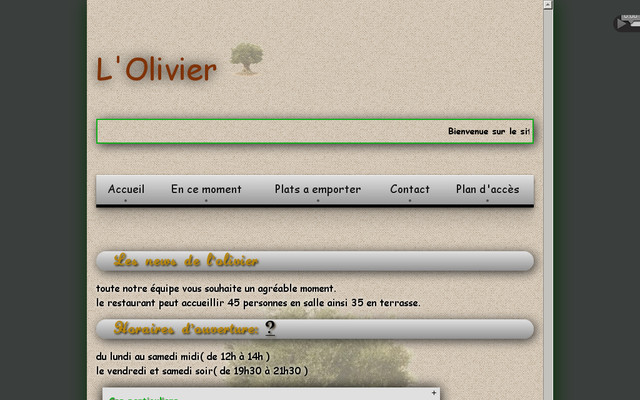 L'Olivier
Bienvenue sur le sit
Accueil
En ce moment
Plats a emporter
Contact
Plan d'accès
Les news de l'olivier
toute notre équipe vous souhaite un agréable moment.
le restaurant peut accueillir 45 personnes en salle ainsi 35 en terrasse.
Horaires d'ouverture: ?
du lundi au samedi midi( de 12h à 14h )
le vendredi et samedi soir( de 19h30 à 21h30 )
+